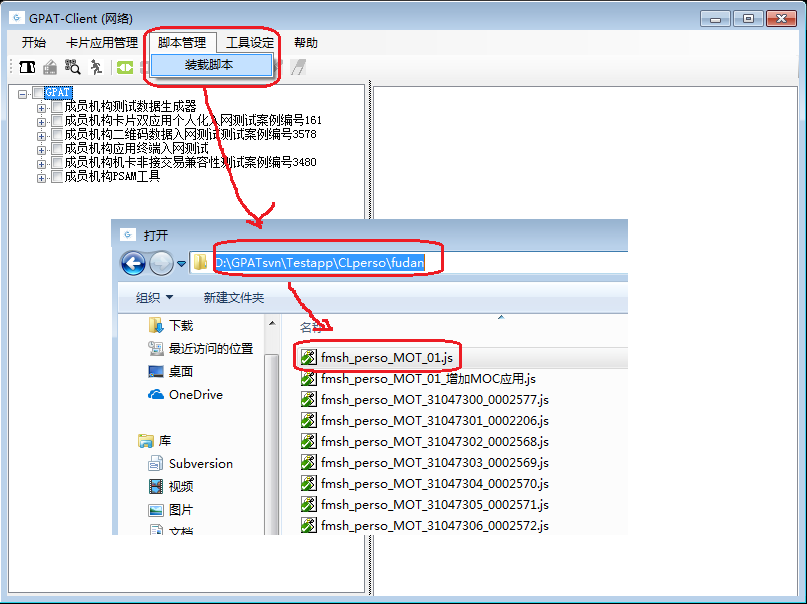 GPAT-Client (网络)
开始 卡片应用管理 脚本管理 工具设定 帮助
装载脚本
GPAT
成员机构测试数据生成器
成员机构卡片双应用个人化入网测试案例编号161
成员机构二维码数据入网测试测试案例编号3578
成员机构应用终端入网测试
成员机构机卡非接交易兼容性测试案例编号3480
成员机构PSAM工具
打开
D:\GPATsvn\Testapp\CLperso\fudan
组织 新建文件夹
下载
最近访问的位置
桌面
OneDrive
库
Subversion
视频
图片
文档
名称
fmsh_perso_MOT_01.js
fmsh_perso_MOT_01_增加MOC应用.js
fmsh_perso_MOT_31047300_0002577.js
fmsh_perso_MOT_31047301_0002206.js
fmsh_perso_MOT_31047302_0002568.js
fmsh_perso_MOT_31047303_0002569.js
fmsh_perso_MOT_31047304_0002570.js
fmsh_perso_MOT_31047305_0002571.js
fmsh_perso_MOT_31047306_0002572.js